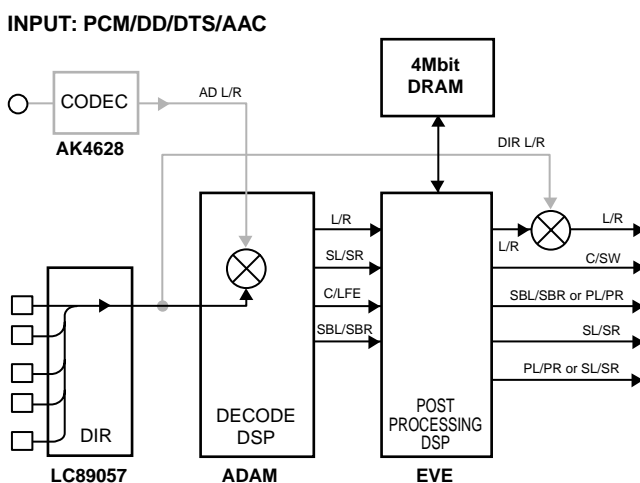 INPUT: PCM/DD/DTS/AAC
CODEC
AK4628
AD L/R
4Mbit
DRAM
DIR L/R
L/R
SL/SR
C/LFE
SBL/SBR
L/R
L/R
C/SW
SBL/SBR or PL/PR
SL/SR
PL/PR or SL/SR
DIR
LC89057
DECODE
DSP
ADAM
POST
PROCESSING
DSP
EVE